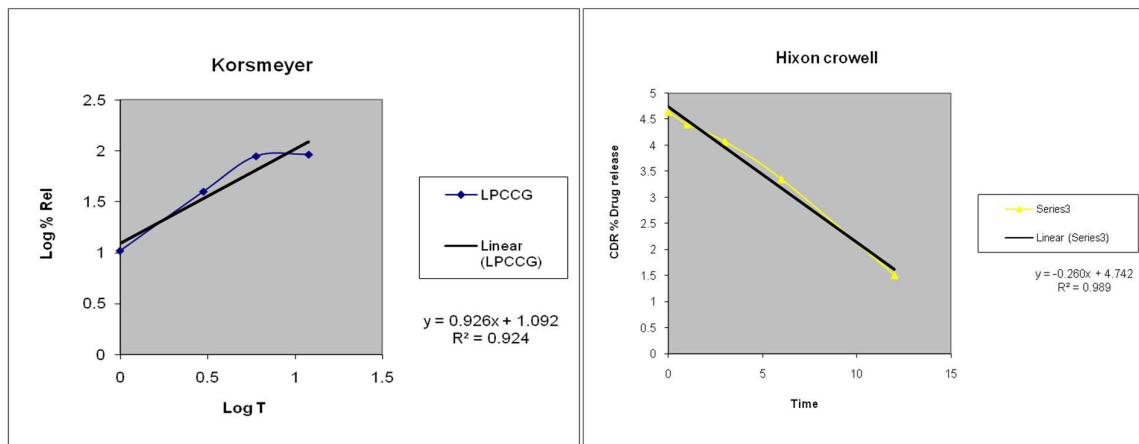 Korsmeyer
2.5
2
1.5
1
0.5
0
0
0.5
1
1.5
Log % Rel
Log T
LPCCG
Linear
(LPCCG)
y = 0.926x + 1.092
R² = 0.924
Hixon crowell
5
4.5
4
3.5
3
2.5
2
1.5
1
0.5
0
0
5
10
15
CDR % Drug release
Time
Series3
Linear (Series3)
y = -0.260x + 4.742
R² = 0.989